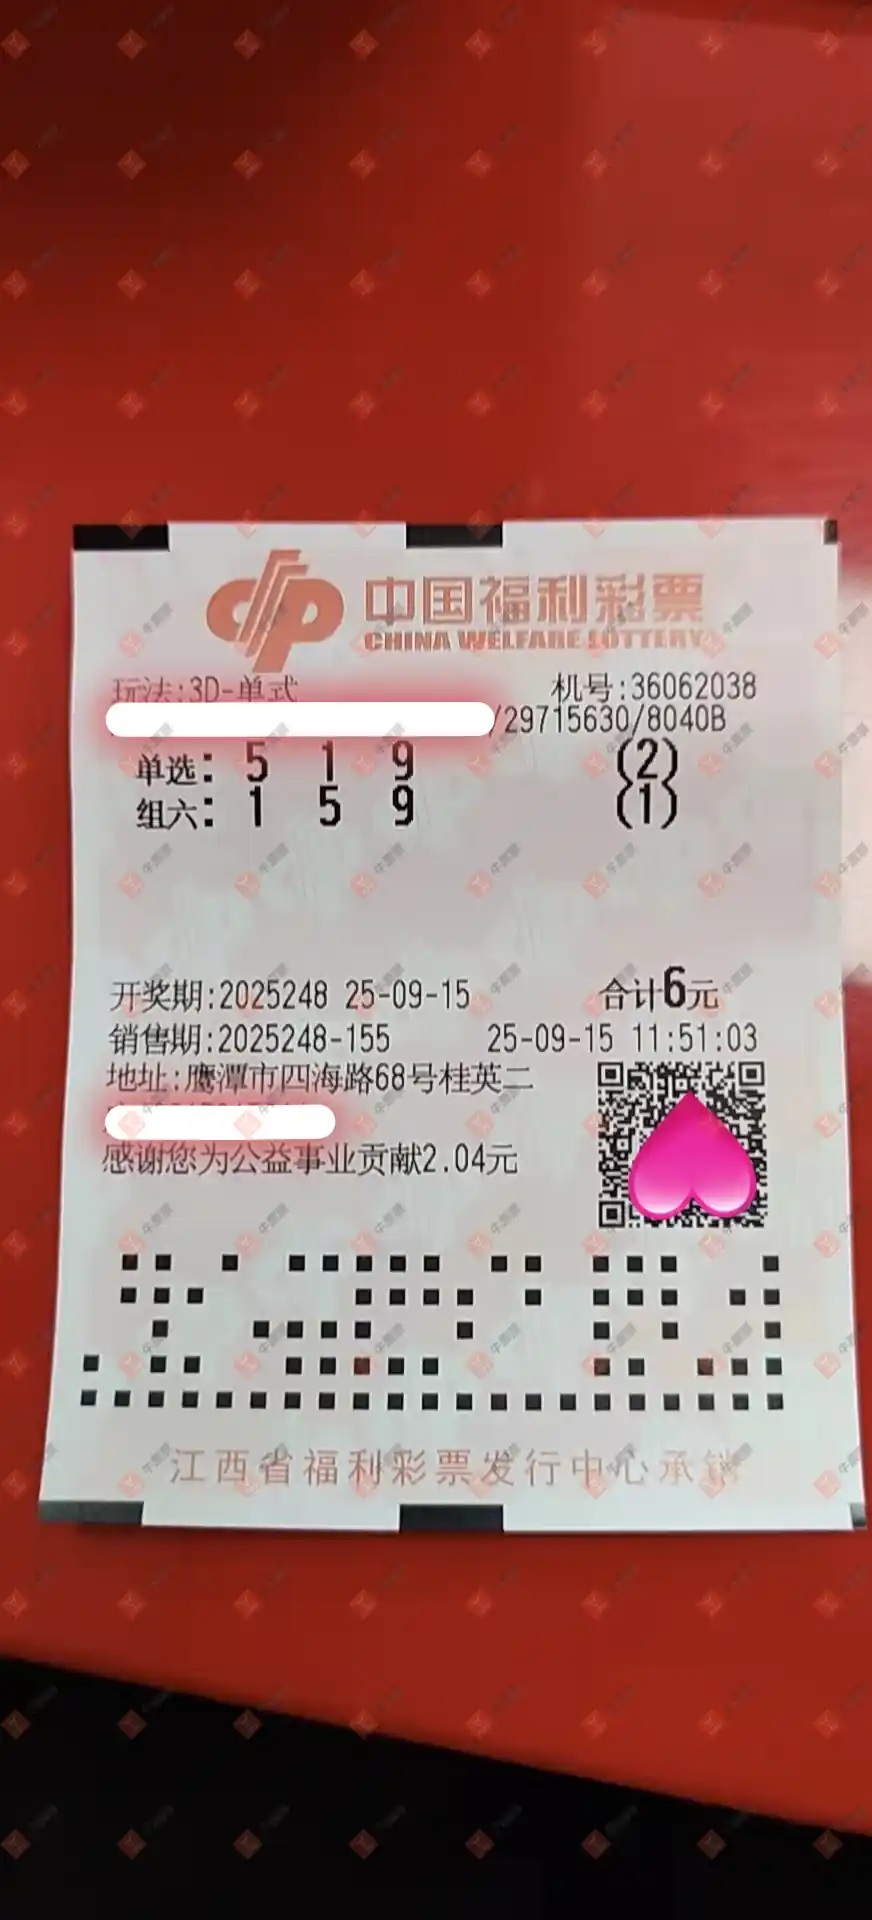 中国福利彩票
CHINA WELFARE LOTTERY
玩法:3D-单式 机号:36062038
/29715630/8040B
单选: 5 1 9 (2)
组六: 1 5 9 (1)
开奖期:2025248 25-09-15 合计6元
销售期:2025248-155 25-09-15 11:51:03
地址:鹰潭市四海路68号桂英二
感谢您为公益事业贡献2.04元
江西省福利彩票发行中心承销